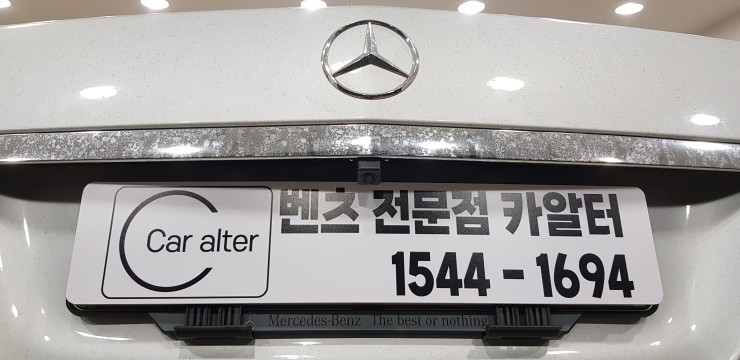 벤츠 전문점 카알터
Car alter
1544 - 1694
Mercedes-Benz The best or nothing